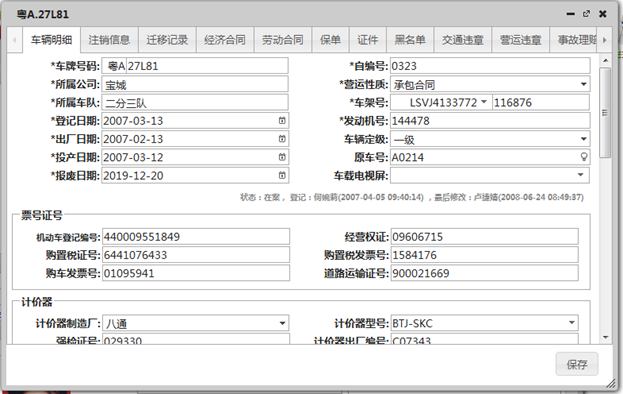 粤A.27L81
车辆明细 注销信息 迁移记录 经济合同 劳动合同 保单 证件 黑名单 交通违章 营运违章 事故理赔
*车牌号码: 粤A 27L81 *自编号: 0323
*所属公司: 宝城 *营运性质: 承包合同
*所属车队: 二分三队 *车架号: LSVJ4133772 116876
*登记日期: 2007-03-13 *发动机号: 144478
*出厂日期: 2007-02-13 车辆定级: 一级
*投产日期: 2007-03-12 原车号: A0214
*报废日期: 2019-12-20 车载电视屏:
状态：在案， 登记：何婉莉(2007-04-05 09:40:14) ，最后修改：卢捷嬉(2008-06-24 08:49:37)
票号证号
机动车登记编号: 440009551849 经营权证: 09606715
购置税证号: 6441076433 购置税发票号: 1584176
购车发票号: 01095941 道路运输证号: 900021669
计价器
计价器制造厂: 八通 计价器型号: BTJ-SKC
强检证号: 029330 计价器出厂编号: C07343
保存